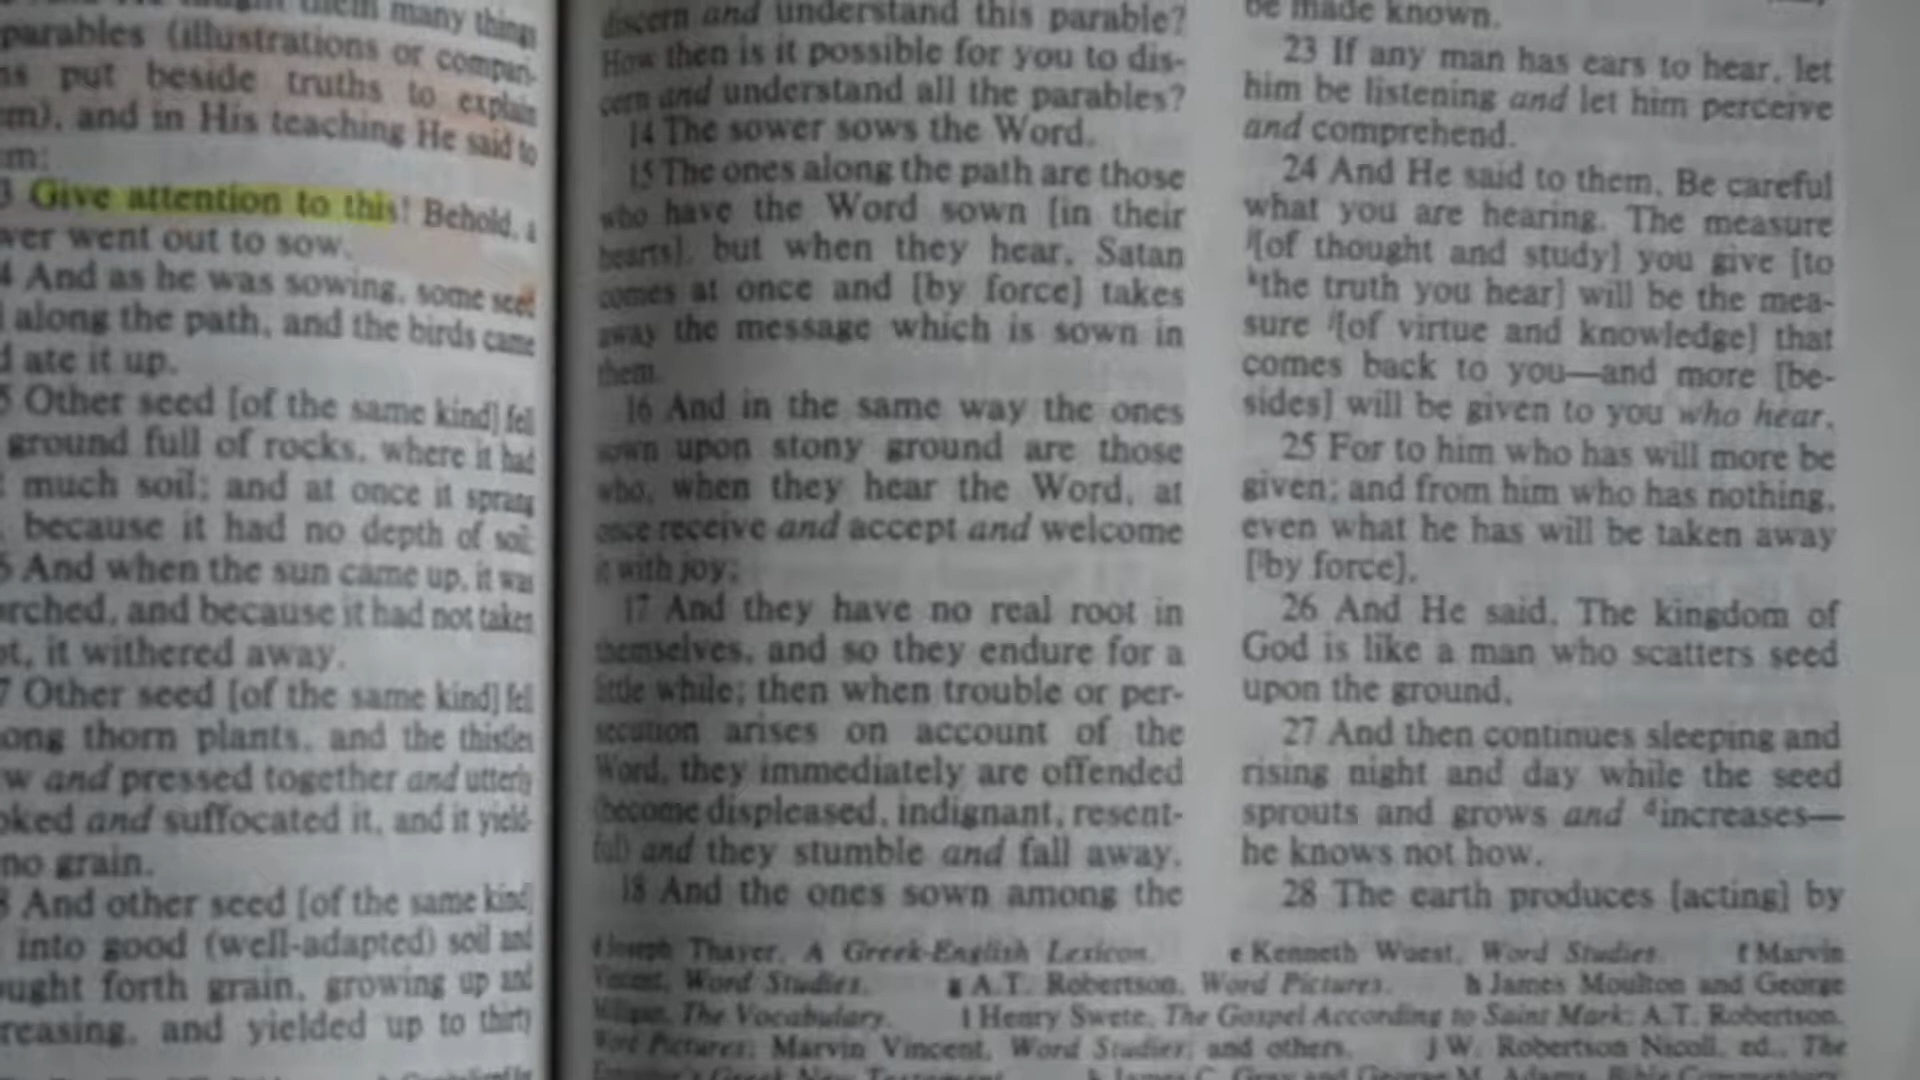 them many things
parables (illustrations or compari-
put beside truths to explain
and in His teaching He said to
3 Give attention to this! Behold, a
went out to sow.
4 And as he was sowing, some seed
along the path, and the birds came
ate it up.
5 Other seed [of the same kind] fell
ground full of rocks, where it had
much soil; and at once it sprang
because it had no depth of soil;
6 And when the sun came up, it was
and because it had not taken
it withered away.
7 Other seed [of the same kind] fell
thorn plants, and the thistles
and pressed together and utterly
and suffocated it, and it yield-
no grain.
8 And other seed [of the same kind]
into good (well-adapted) soil and
forth grain, growing up and
and yielded up to thirty
discern and understand this parable?
How then is it possible for you to dis-
cern and understand all the parables?
14 The sower sows the Word.
15 The ones along the path are those
who have the Word sown [in their
hearts], but when they hear, Satan
comes at once and [by force] takes
away the message which is sown in
them.
16 And in the same way the ones
sown upon stony ground are those
who, when they hear the Word, at
once receive and accept and welcome
it with joy;
17 And they have no real root in
themselves, and so they endure for a
little while; then when trouble or per-
secution arises on account of the
Word, they immediately are offended
(become displeased, indignant, resent-
ful) and they stumble and fall away.
18 And the ones sown among the
be made known.
23 If any man has ears to hear, let
him be listening and let him perceive
and comprehend.
24 And He said to them, Be careful
what you are hearing. The measure
[of thought and study] you give [to
the truth you hear] will be the mea-
sure [of virtue and knowledge] that
comes back to you—and more [be-
sides] will be given to you who hear.
25 For to him who has will more be
given; and from him who has nothing,
even what he has will be taken away
[by force].
26 And He said, The kingdom of
God is like a man who scatters seed
upon the ground,
27 And then continues sleeping and
rising night and day while the seed
sprouts and grows and increases—
he knows not how.
28 The earth produces [acting] by
Joseph Thayer, A Greek-English Lexicon. e Kenneth Wuest, Word Studies. f Marvin
Vincent, Word Studies. g A.T. Robertson, Word Pictures. h James Moulton and George
Milligan, The Vocabulary. i Henry Swete, The Gospel According to Saint Mark; A.T. Robertson,
Word Pictures; Marvin Vincent, Word Studies; and others. j W. Robertson Nicoll, ed., The
Greek New Testament. k James C. Gray and George M. Adams, Bible Commentary.